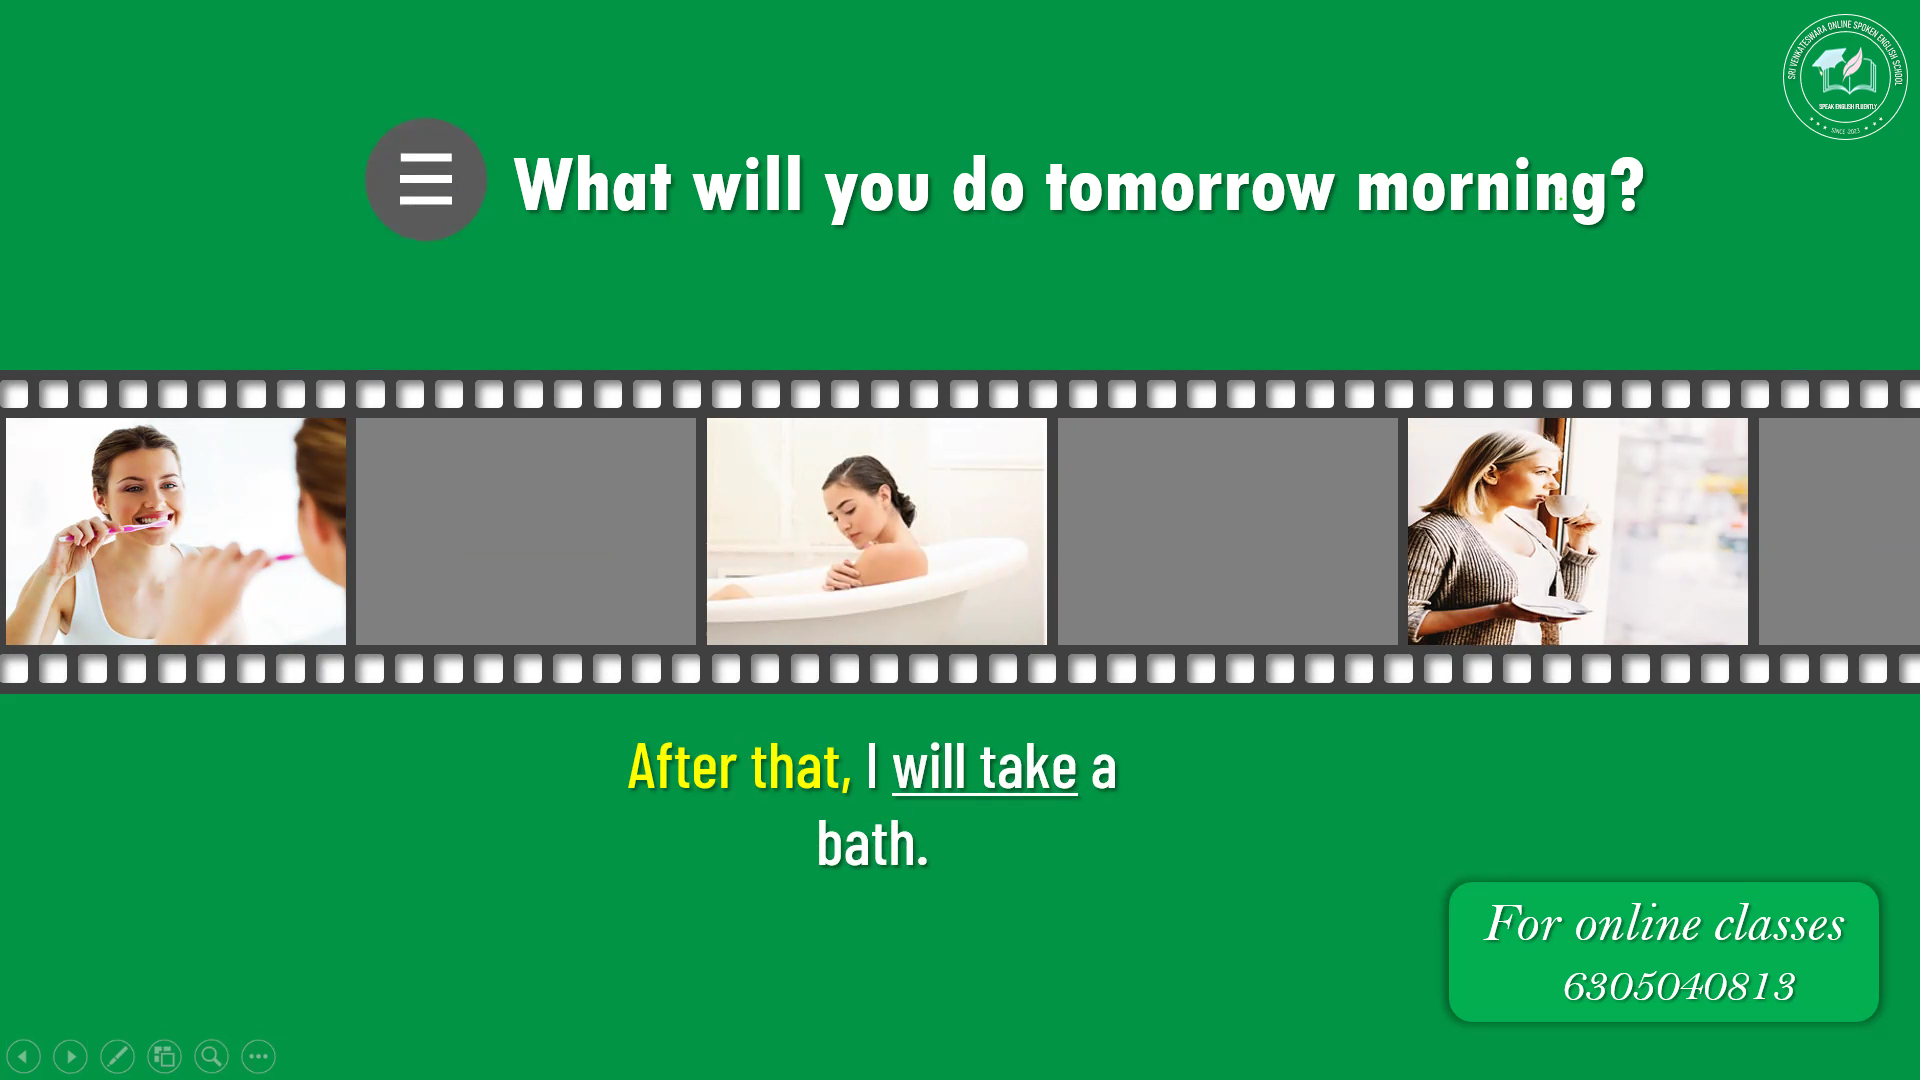 SRI VENKATESWARA ONLINE SPOKEN ENGLISH SCHOOL
SPEAK ENGLISH FLUENTLY
SINCE 2023
What will you do tomorrow morning?
After that, I will take a
bath.
For online classes
6305040813